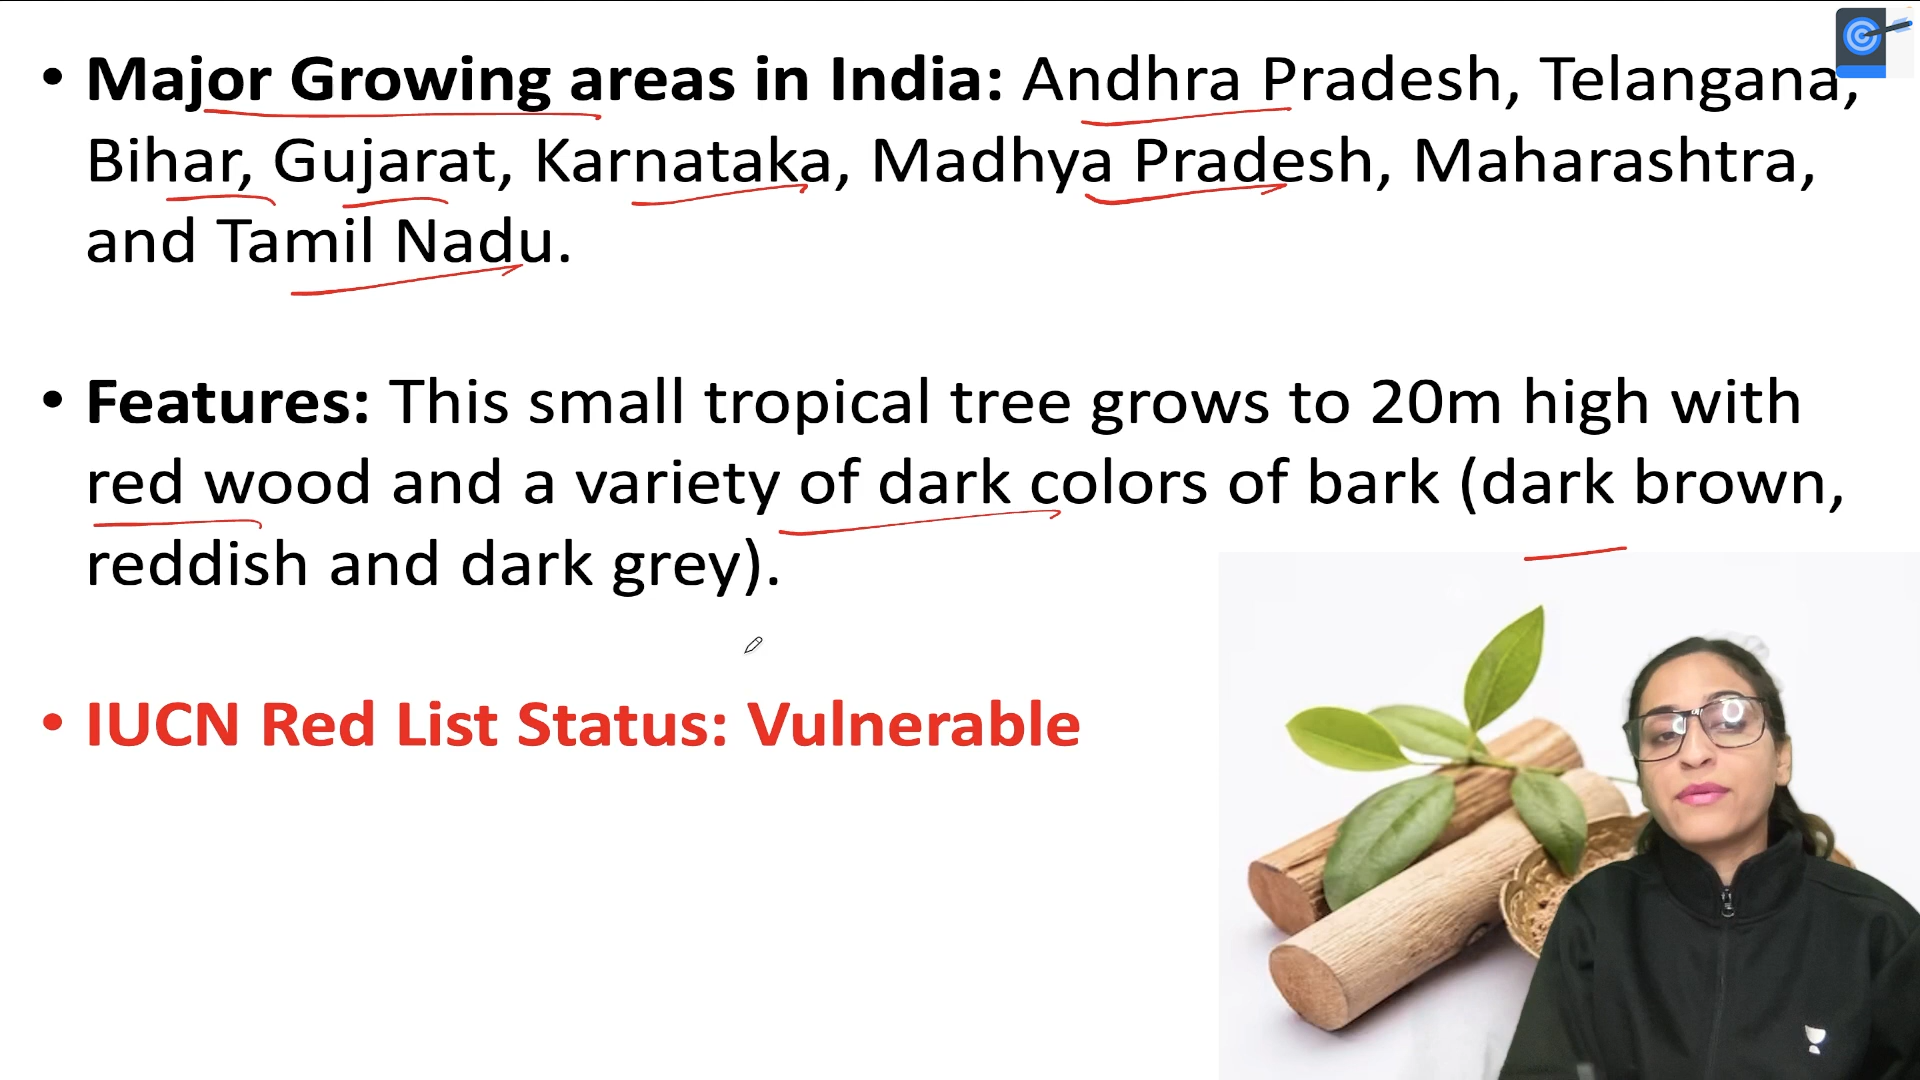 • Major Growing areas in India: Andhra Pradesh, Telangana,
Bihar, Gujarat, Karnataka, Madhya Pradesh, Maharashtra,
and Tamil Nadu.
• Features: This small tropical tree grows to 20m high with
red wood and a variety of dark colors of bark (dark brown,
reddish and dark grey).
• IUCN Red List Status: Vulnerable